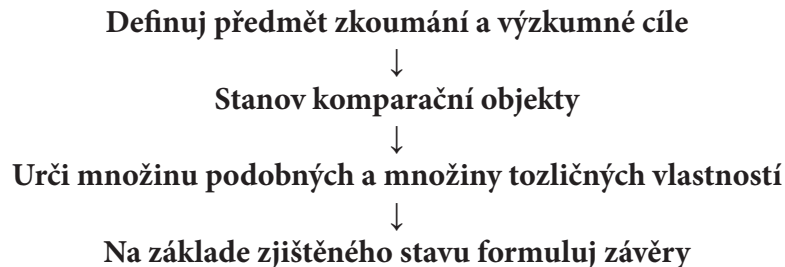 Definuj předmět zkoumání a výzkumné cíle
↓
Stanov komparační objekty
↓
Urči množinu podobných a množiny tozličných vlastností
↓
Na základe zjištěného stavu formuluj závěry